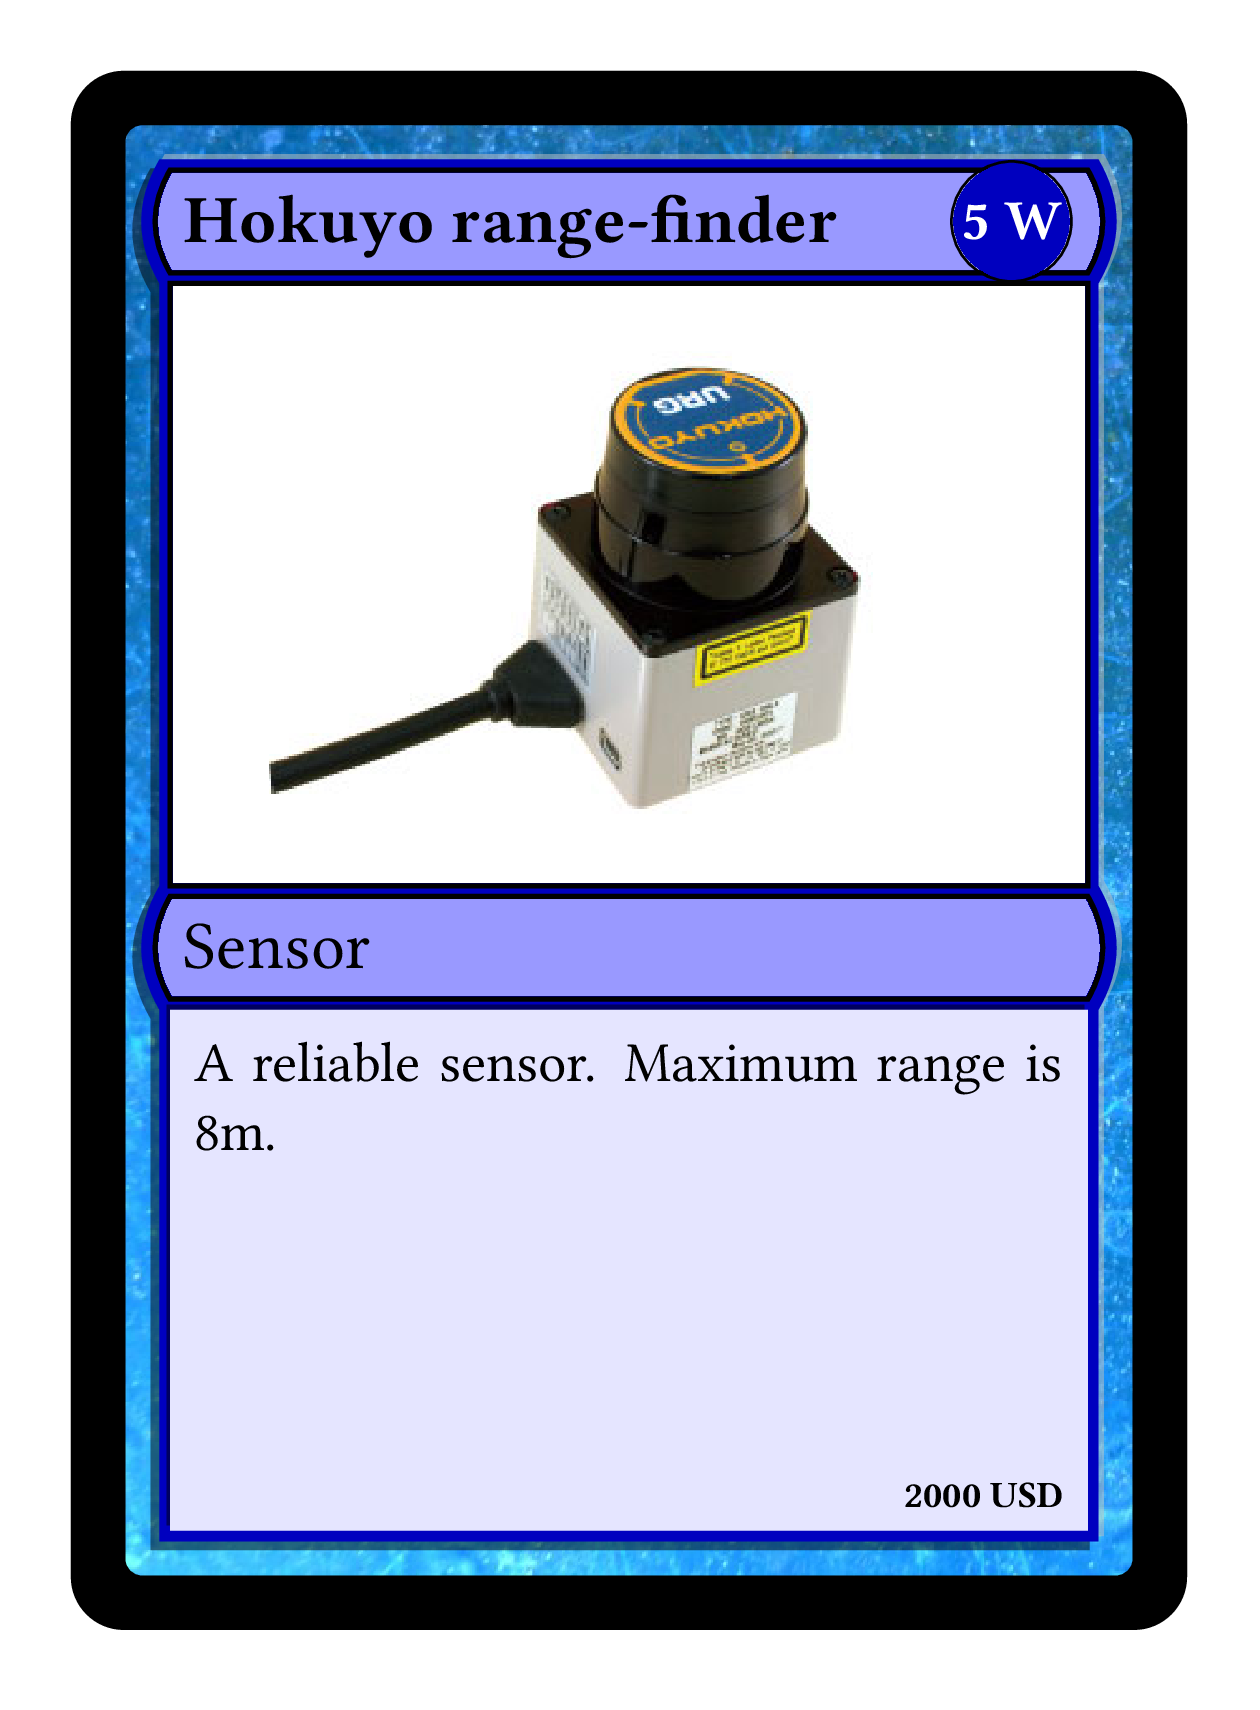 Hokuyo range-finder
5 W
URG
HOKUYO
Sensor
A reliable sensor. Maximum range is
8m.
2000 USD